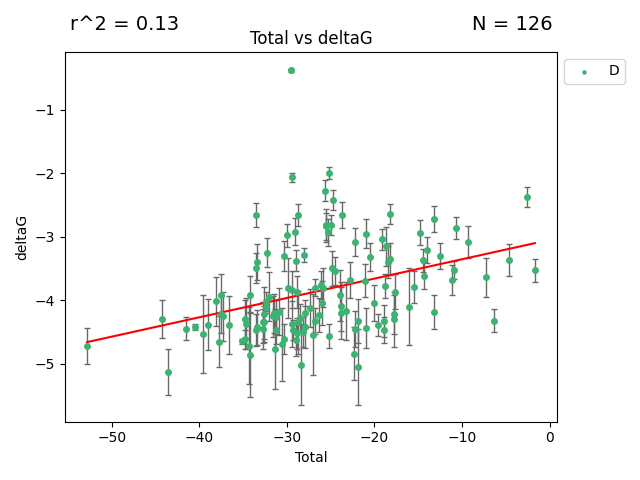 r^2 = 0.13
N = 126
Total vs deltaG
D
deltaG
−1
−2
−3
−4
−5
−50
−40
−30
−20
−10
0
Total